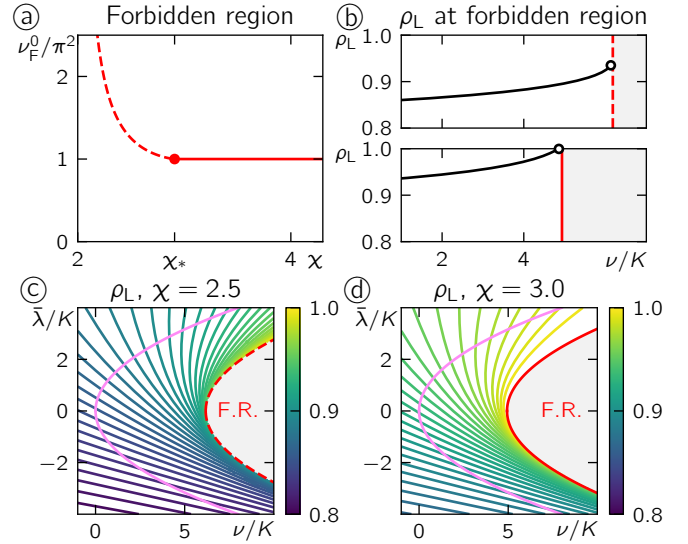 ⓐ Forbidden region
ν_F^0/π²
2
1
0
2 χ* 4 χ
ⓑ ρ_L at forbidden region
ρ_L
1.0
0.9
0.8
ρ_L
1.0
0.9
0.8
2 4 ν/K
ⓒ ρ_L, χ = 2.5
λ̄/K
2
0
−2
0 5 ν/K
F.R.
1.0
0.9
0.8
ⓓ ρ_L, χ = 3.0
λ̄/K
2
0
−2
0 5 ν/K
F.R.
1.0
0.9
0.8